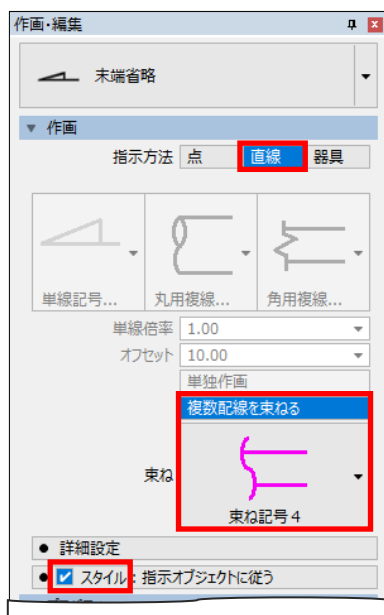 作画・編集
末端省略
作画
指示方法 点 直線 器具
単線記号... 丸用複線... 角用複線...
単線倍率 1.00
オフセット 10.00
単独作画
複数配線を束ねる
束ね
束ね記号4
詳細設定
スタイル：指示オブジェクトに従う